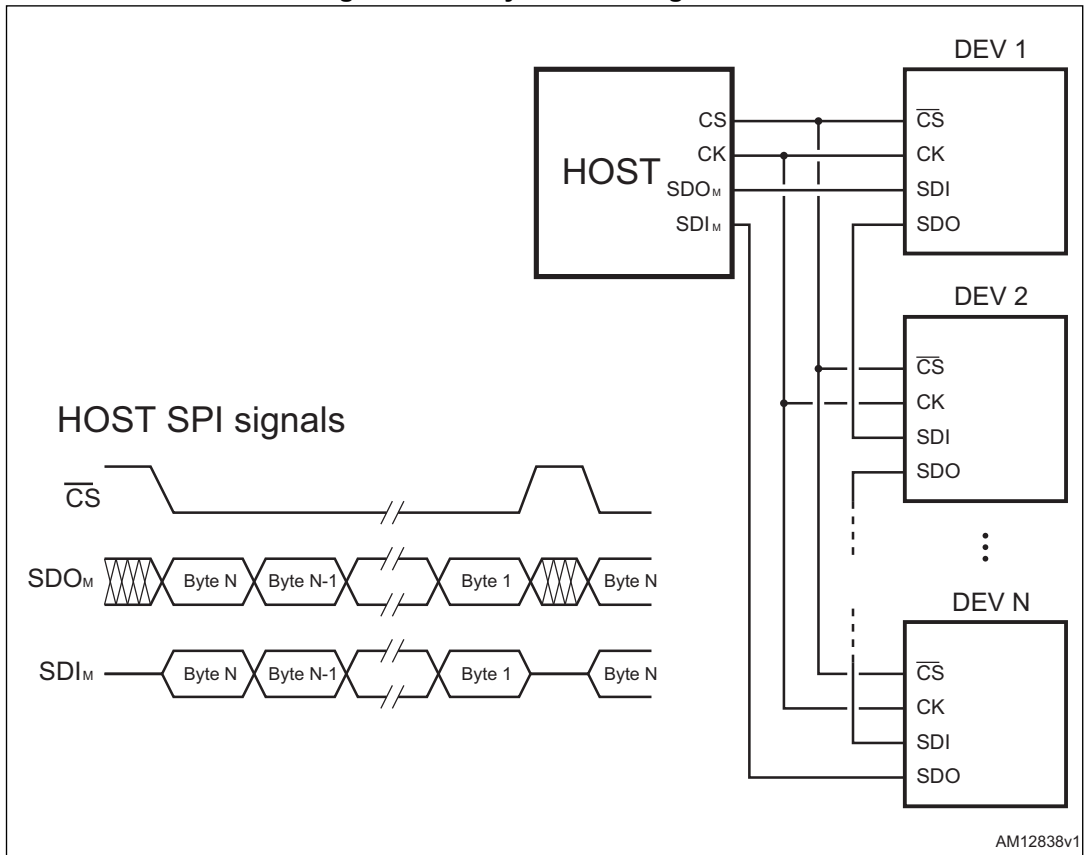 DEV 1
HOST
CS
CK
SDOM
SDIM
CS
CK
SDI
SDO
DEV 2
CS
CK
SDI
SDO
DEV N
CS
CK
SDI
SDO
HOST SPI signals
CS
SDOM
Byte N
Byte N-1
Byte 1
Byte N
SDIM
Byte N
Byte N-1
Byte 1
Byte N
AM12838v1